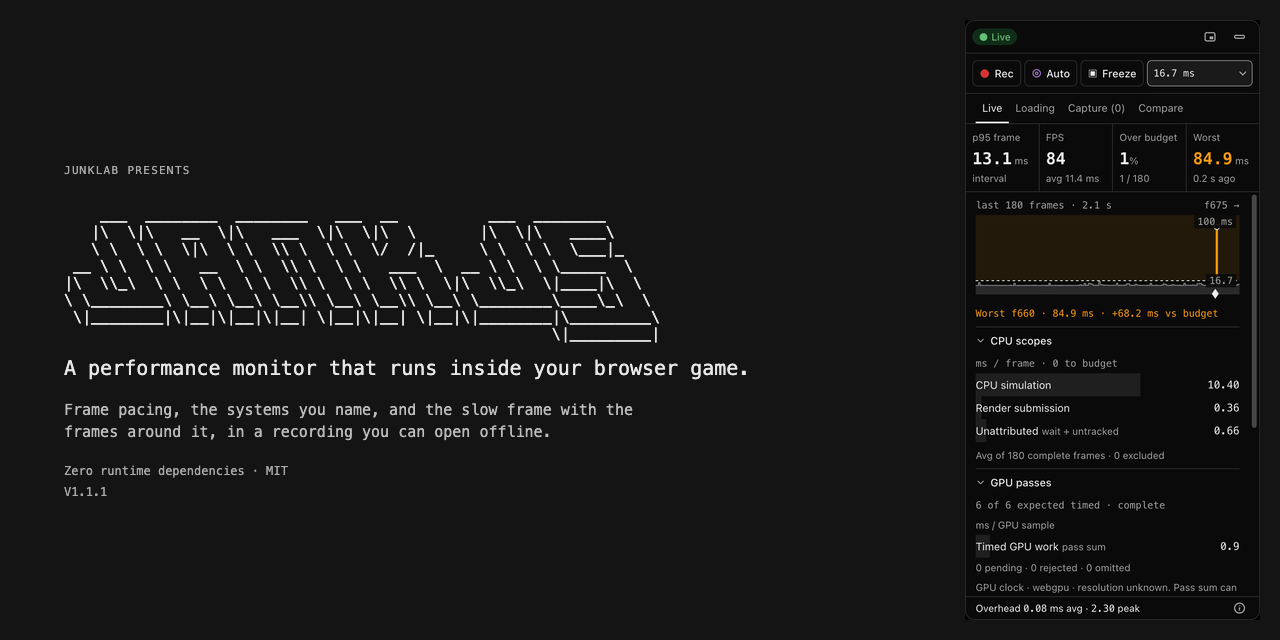 JUNKLAB PRESENTS
JANKJS
A performance monitor that runs inside your browser game.
Frame pacing, the systems you name, and the slow frame with the
frames around it, in a recording you can open offline.
Zero runtime dependencies · MIT
V1.1.1
Live
Rec Auto Freeze 16.7 ms
Live Loading Capture (0) Compare
p95 frame FPS Over budget Worst
13.1 ms 84 1% 84.9 ms
interval avg 11.4 ms 1 / 180 0.2 s ago
last 180 frames · 2.1 s f675 →
100 ms
16.7
Worst f660 · 84.9 ms · +68.2 ms vs budget
CPU scopes
ms / frame · 0 to budget
CPU simulation 10.40
Render submission 0.36
Unattributed wait + untracked 0.66
Avg of 180 complete frames · 0 excluded
GPU passes
6 of 6 expected timed · complete
ms / GPU sample
Timed GPU work pass sum 0.9
0 pending · 0 rejected · 0 omitted
GPU clock · webgpu · resolution unknown. Pass sum can
Overhead 0.08 ms avg · 2.30 peak